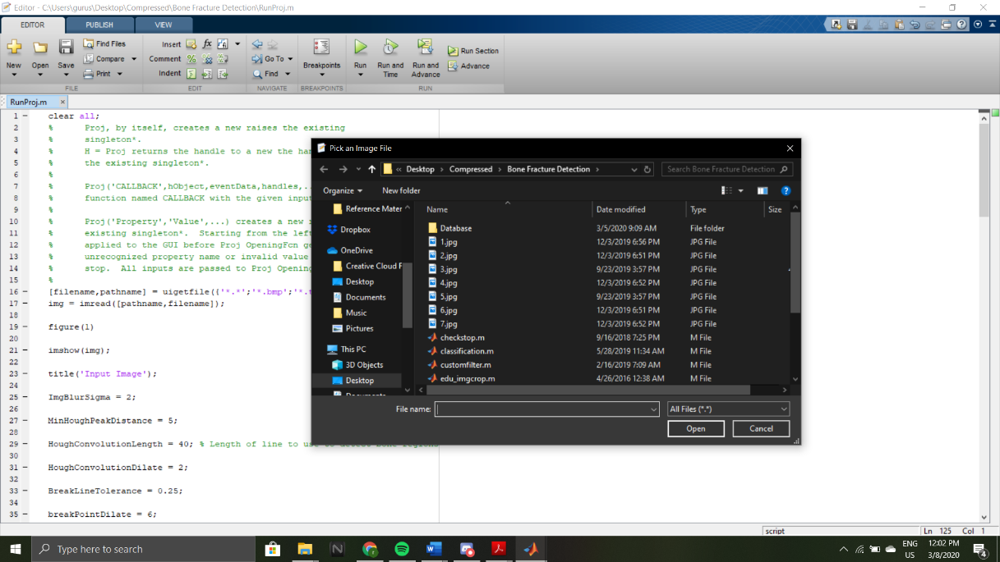 Editor - C:\Users\gurus\Desktop\Compressed\Bone Fracture Detection\RunProj.m
EDITOR PUBLISH VIEW
New Open Save Find Files Compare Print
FILE
Insert Comment Indent
EDIT
Go To Find
NAVIGATE
Breakpoints
BREAKPOINTS
Run Run and Time Run and Advance Run Section Advance
RUN
RunProj.m
1 clear all;
2 % Proj, by itself, creates a new raises the existing
3 % singleton*.
4 % H = Proj returns the handle to a new the ha
5 % the existing singleton*.
6 %
7 % Proj('CALLBACK',hObject,eventData,handles,..
8 % function named CALLBACK with the given input
9 %
10 % Proj('Property','Value',...) creates a new
11 % existing singleton*. Starting from the left
12 % applied to the GUI before Proj OpeningFcn ge
13 % unrecognized property name or invalid value
14 % stop. All inputs are passed to Proj Opening
15 %
16 [filename,pathname] = uigetfile({'*.*';'*.bmp';'*.
17 img = imread([pathname,filename]);
18
19 figure(1)
20
21 imshow(img);
22
23 title('Input Image');
24
25 ImgBlurSigma = 2;
26
27 MinHoughPeakDistance = 5;
28
29 HoughConvolutionLength = 40; % Length of line to use to detect bone regions
30
31 HoughConvolutionDilate = 2;
32
33 BreakLineTolerance = 0.25;
34
35 breakPointDilate = 6;
Pick an Image File
« Desktop › Compressed › Bone Fracture Detection › Search Bone Fracture Detection
Organize New folder
Reference Mater
Dropbox
OneDrive
Creative Cloud F
Desktop
Documents
Music
Pictures
This PC
3D Objects
Desktop
Documents
Name Date modified Type Size
Database 3/5/2020 9:09 AM File folder
1.jpg 12/3/2019 6:56 PM JPG File
2.jpg 12/3/2019 6:51 PM JPG File
3.jpg 9/23/2019 3:57 PM JPG File
4.jpg 12/3/2019 6:52 PM JPG File
5.jpg 9/23/2019 3:57 PM JPG File
6.jpg 12/3/2019 6:51 PM JPG File
7.jpg 12/3/2019 6:52 PM JPG File
checkstop.m 9/16/2018 7:25 PM M File
classification.m 5/28/2019 11:34 AM M File
customfilter.m 2/16/2019 7:09 AM M File
edu_imgcrop.m 4/26/2016 12:38 AM M File
File name: All Files (*.*)
Open Cancel
script Ln 125 Col 1
Type here to search
ENG
US
12:02 PM
3/8/2020
4